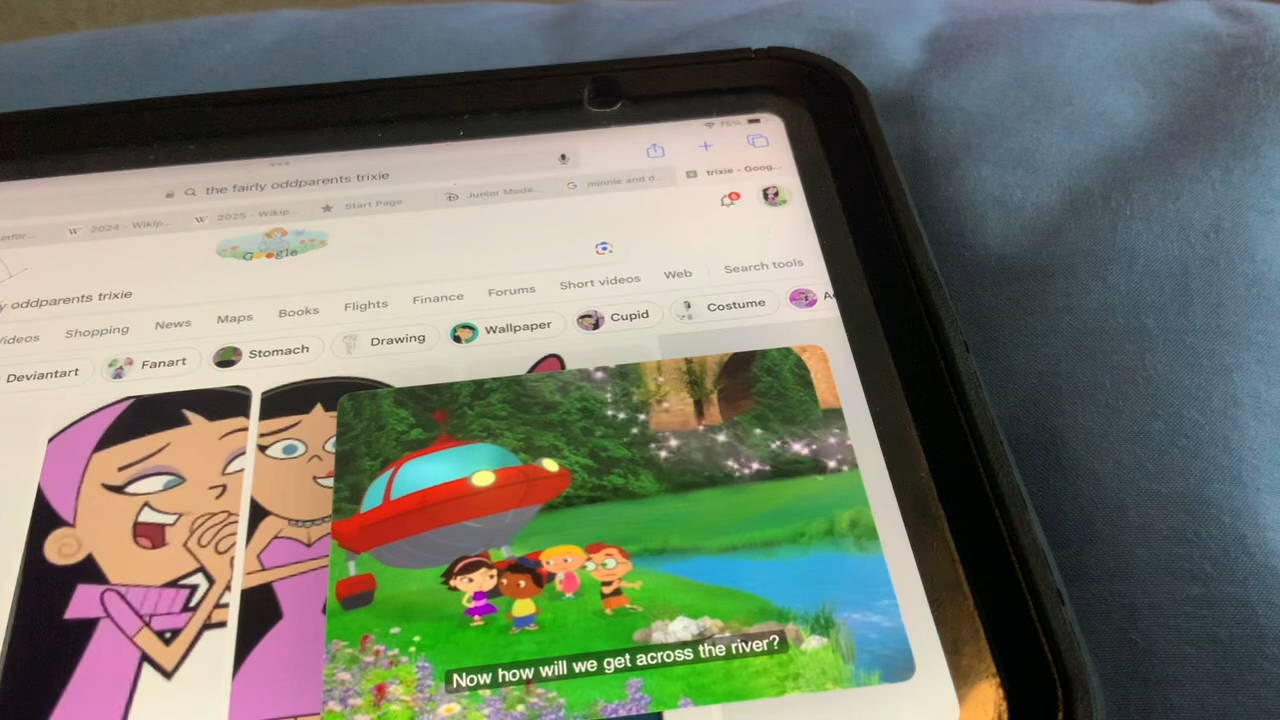 75%
the fairly oddparents trixie
2024 - Wikip...
2025 - Wikip...
Start Page
Junior Mode...
minnie and d...
trixie - Goog...
6
Google
y oddparents trixie
Videos
Shopping
News
Maps
Books
Flights
Finance
Forums
Short videos
Web
Search tools
Deviantart
Fanart
Stomach
Drawing
Wallpaper
Cupid
Costume
Now how will we get across the river?